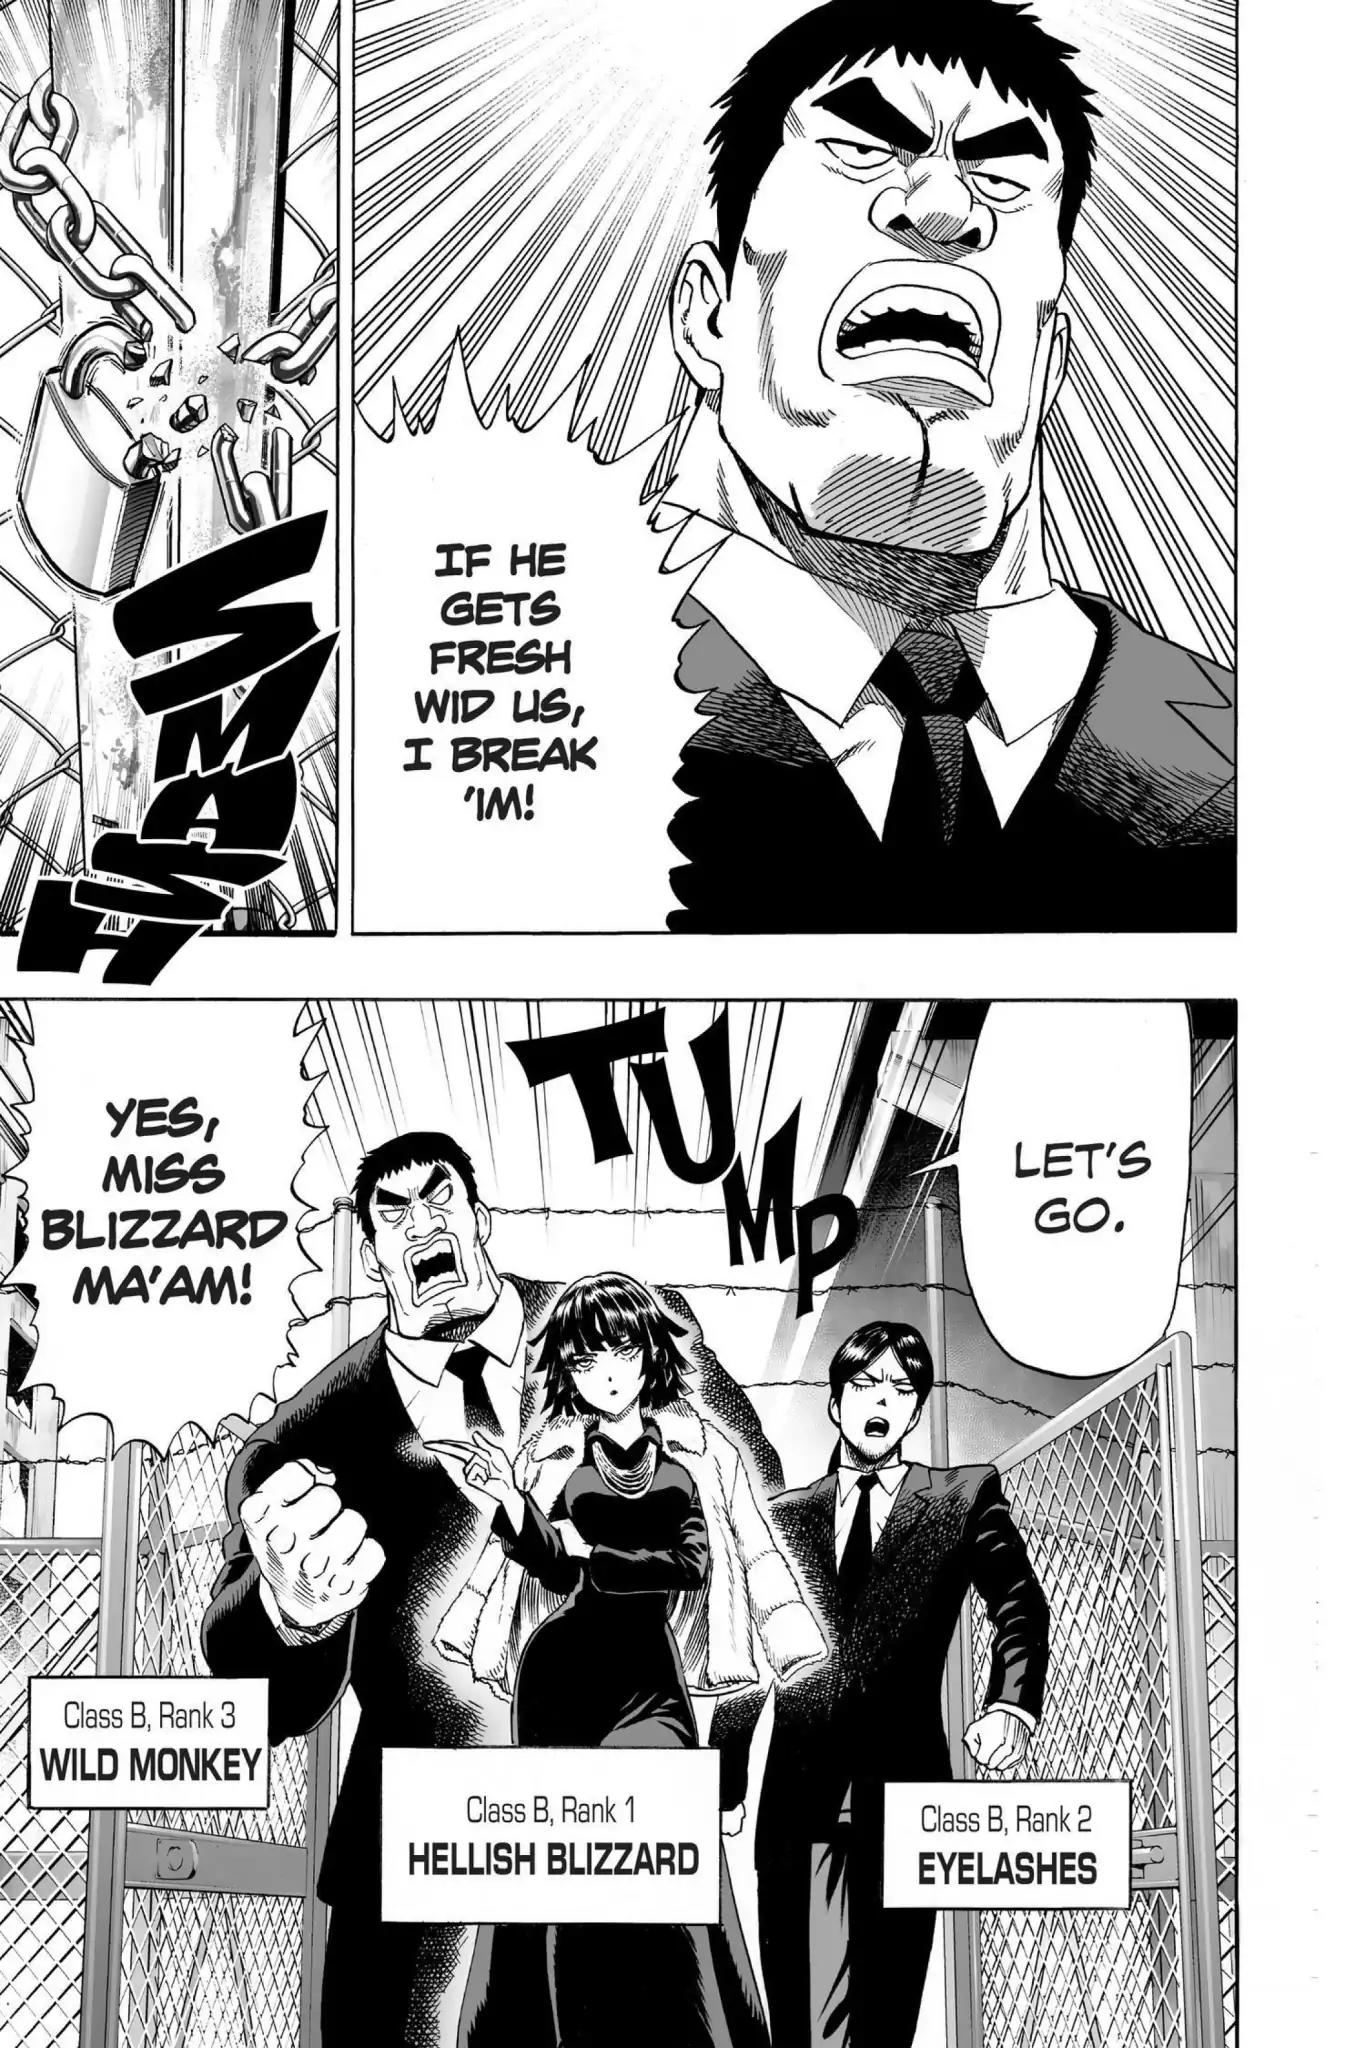 IF HE
GETS
FRESH
WID US,
I BREAK
'IM!
SMASH
LET'S
GO.
TUMP
YES,
MISS
BLIZZARD
MA'AM!
Class B, Rank 3
WILD MONKEY
Class B, Rank 1
HELLISH BLIZZARD
Class B, Rank 2
EYELASHES